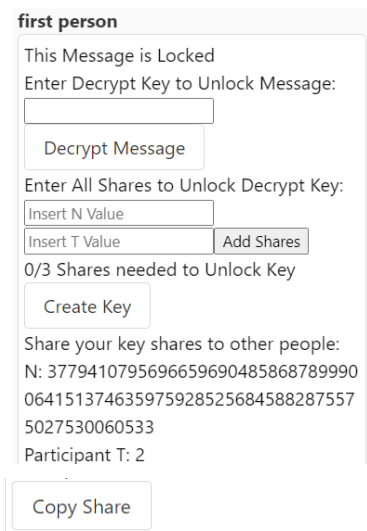 first person
This Message is Locked
Enter Decrypt Key to Unlock Message:
Decrypt Message
Enter All Shares to Unlock Decrypt Key:
Insert N Value
Insert T Value Add Shares
0/3 Shares needed to Unlock Key
Create Key
Share your key shares to other people:
N: 3779410795696659690485868789990
0641513746359759285256845882875575
5027530060533
Participant T: 2
Copy Share